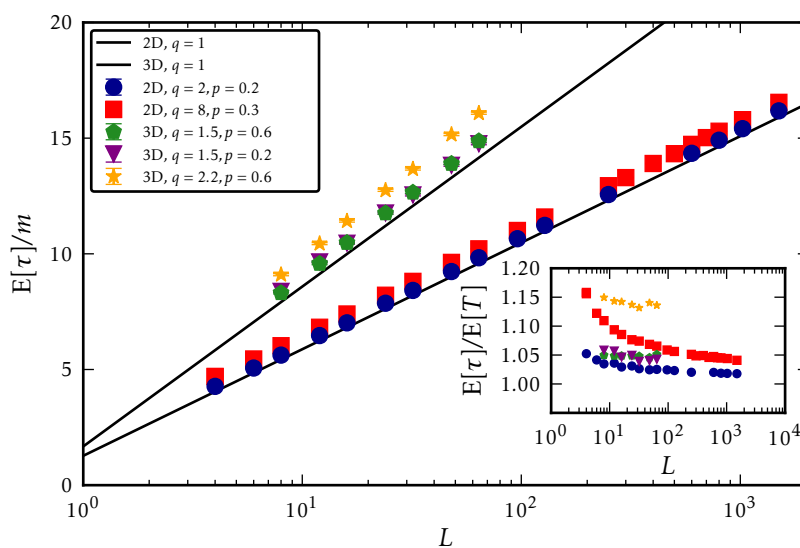 20
15
10
5
0
E[τ]/m
10⁰
10¹
10²
10³
L
2D, q = 1
3D, q = 1
2D, q = 2, p = 0.2
2D, q = 8, p = 0.3
3D, q = 1.5, p = 0.6
3D, q = 1.5, p = 0.2
3D, q = 2.2, p = 0.6
1.20
1.15
1.10
1.05
1.00
E[τ]/E[T]
10⁰
10¹
10²
10³
10⁴
L